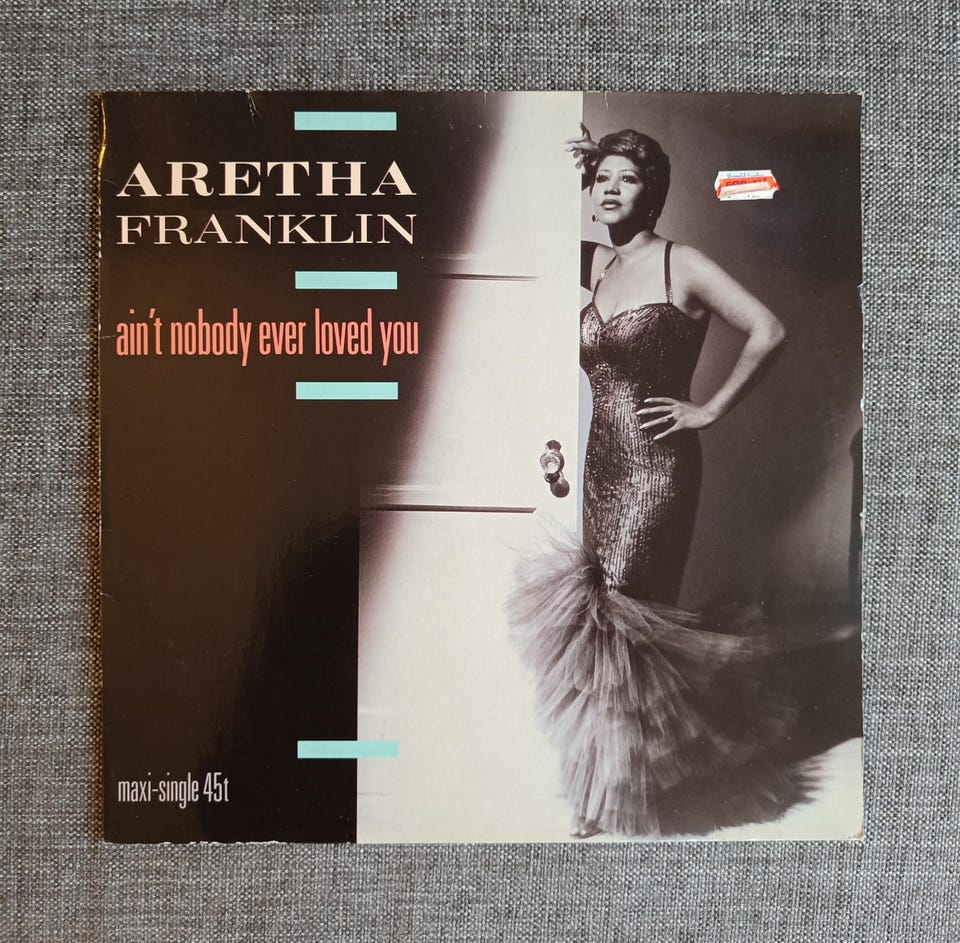 ARETHA
FRANKLIN
ain't nobody ever loved you
maxi-single 45t